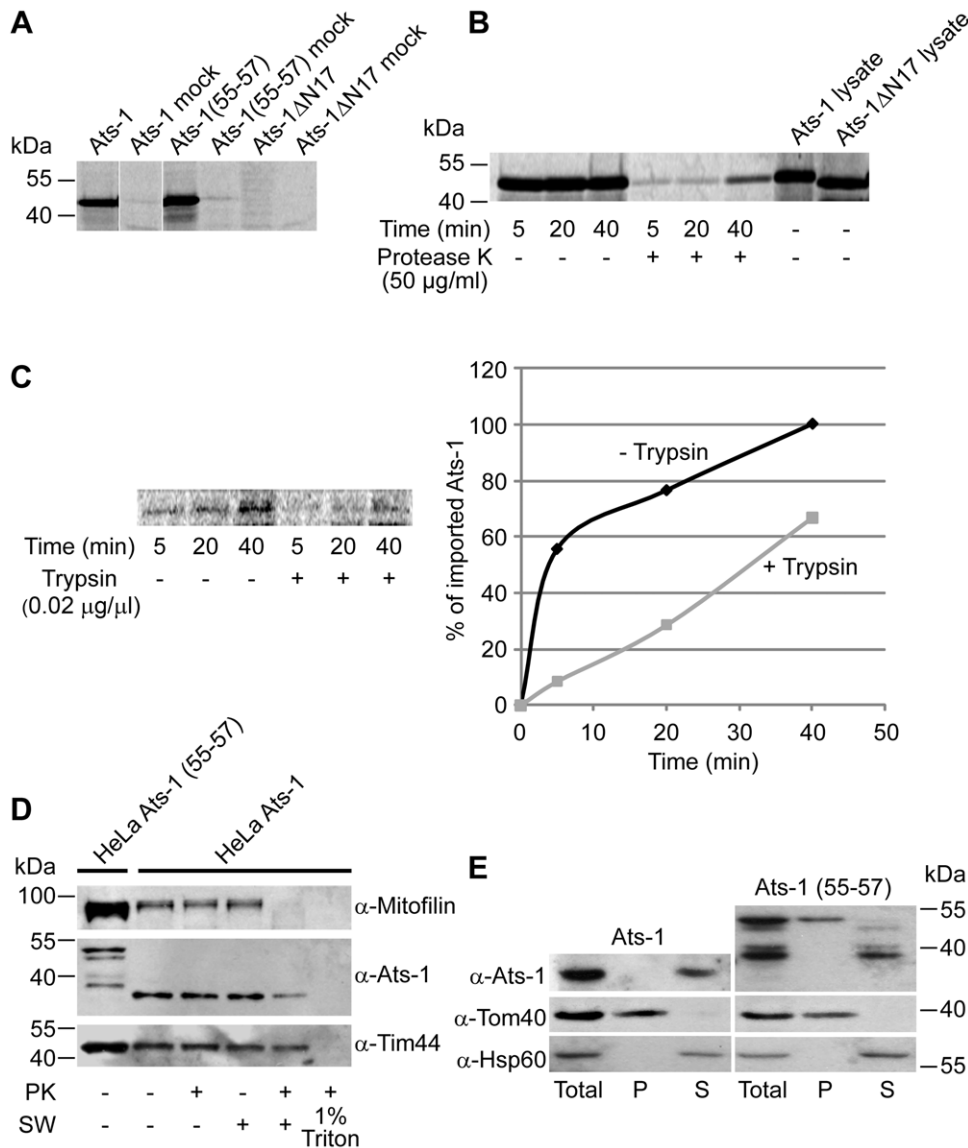 A
Ats-1
Ats-1 mock
Ats-1(55-57)
Ats-1(55-57) mock
Ats-1ΔN17
Ats-1ΔN17 mock
kDa
55
40
B
Ats-1 lysate
Ats-1ΔN17 lysate
kDa
55
40
Time (min) 5 20 40 5 20 40 - -
Protease K - - - + + + - -
(50 µg/ml)
C
Time (min) 5 20 40 5 20 40
Trypsin - - - + + +
(0.02 µg/µl)
% of imported Ats-1
120
100
80
60
40
20
0
- Trypsin
+ Trypsin
0 10 20 30 40 50
Time (min)
D
HeLa Ats-1 (55-57)
HeLa Ats-1
kDa
100
α-Mitofilin
55
40
α-Ats-1
55
40
α-Tim44
PK - - + - + +
SW - - - + + 1% Triton
E
Ats-1
Ats-1 (55-57)
kDa
α-Ats-1
55
40
α-Tom40
40
α-Hsp60
55
Total P S Total P S